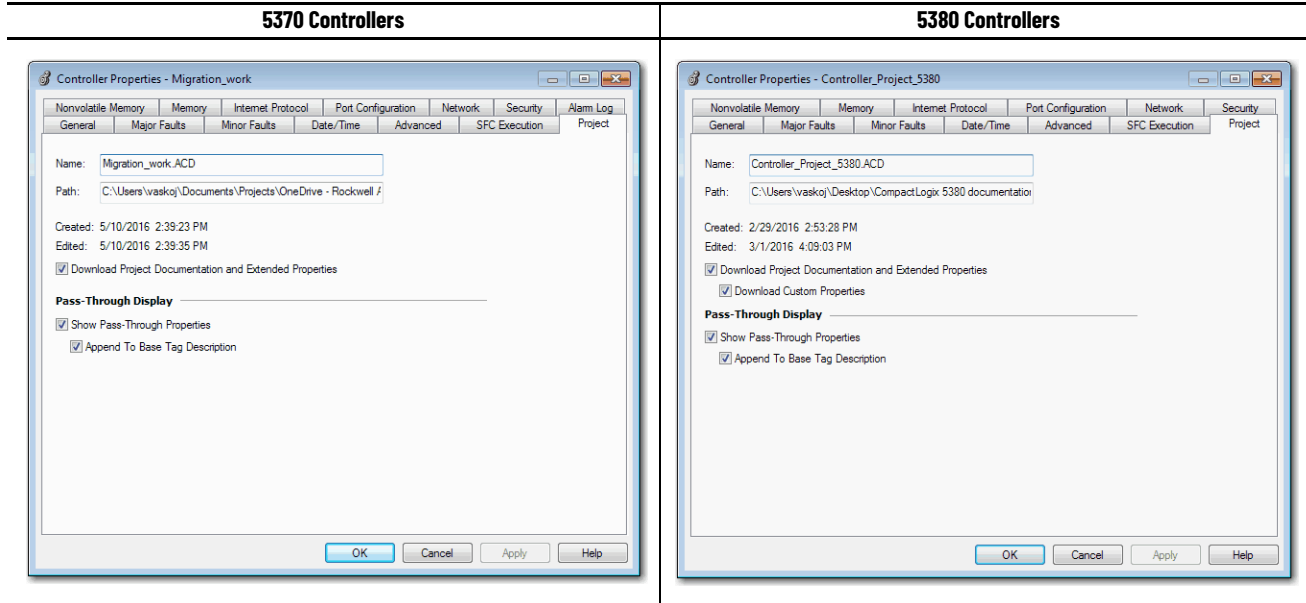 5370 Controllers
5380 Controllers
Controller Properties - Migration_work
Nonvolatile Memory Memory Internet Protocol Port Configuration Network Security Alarm Log
General Major Faults Minor Faults Date/Time Advanced SFC Execution Project
Name: Migration_work.ACD
Path: C:\Users\vaskoj\Documents\Projects\OneDrive - Rockwell A
Created: 5/10/2016 2:39:23 PM
Edited: 5/10/2016 2:39:35 PM
Download Project Documentation and Extended Properties
Pass-Through Display
Show Pass-Through Properties
Append To Base Tag Description
OK Cancel Apply Help
Controller Properties - Controller_Project_5380
Nonvolatile Memory Memory Internet Protocol Port Configuration Network Security
General Major Faults Minor Faults Date/Time Advanced SFC Execution Project
Name: Controller_Project_5380.ACD
Path: C:\Users\vaskoj\Desktop\CompactLogix 5380 documentation
Created: 2/29/2016 2:53:28 PM
Edited: 3/1/2016 4:09:03 PM
Download Project Documentation and Extended Properties
Download Custom Properties
Pass-Through Display
Show Pass-Through Properties
Append To Base Tag Description
OK Cancel Apply Help